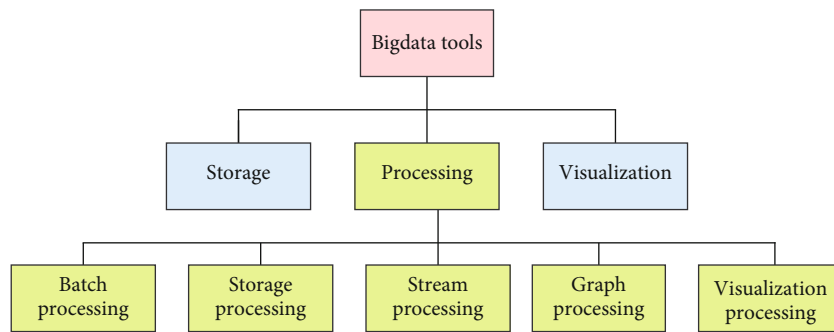 Bigdata tools
Storage
Processing
Visualization
Batch
processing
Storage
processing
Stream
processing
Graph
processing
Visualization
processing